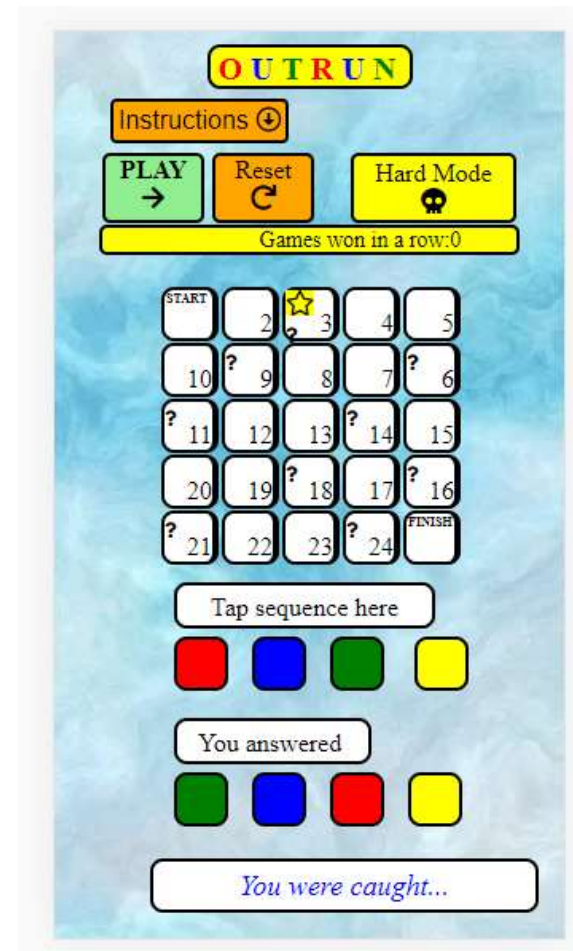 OUTRUN
Instructions
PLAY Reset Hard Mode
Games won in a row:0
START 2 ? 3 4 5
10 ? 9 8 7 ? 6
? 11 12 13 ? 14 15
20 19 ? 18 17 ? 16
? 21 22 23 ? 24 FINISH
Tap sequence here
You answered
You were caught...